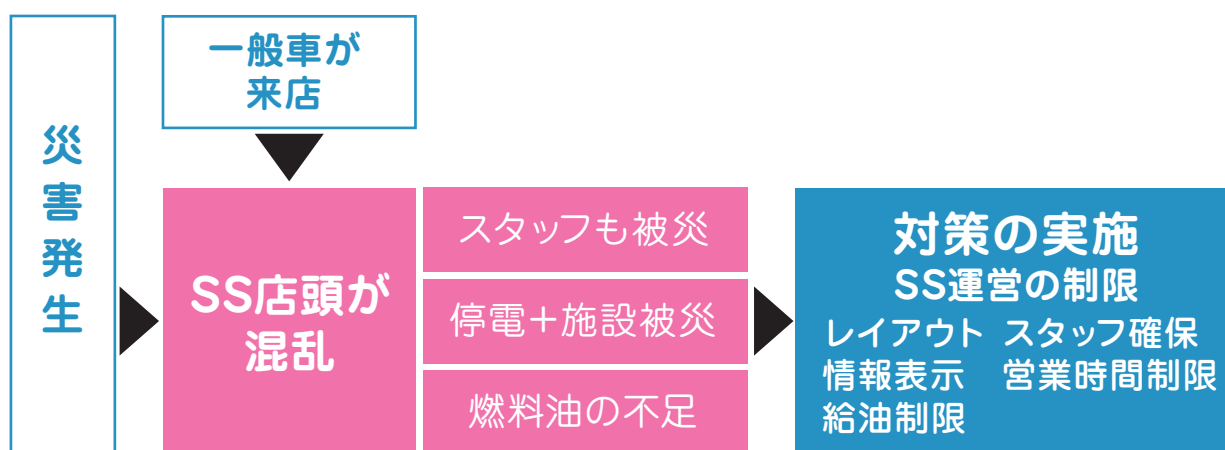 災害発生
一般車が
来店
SS店頭が
混乱
スタッフも被災
停電＋施設被災
燃料油の不足
対策の実施
SS運営の制限
レイアウト スタッフ確保
情報表示 営業時間制限
給油制限